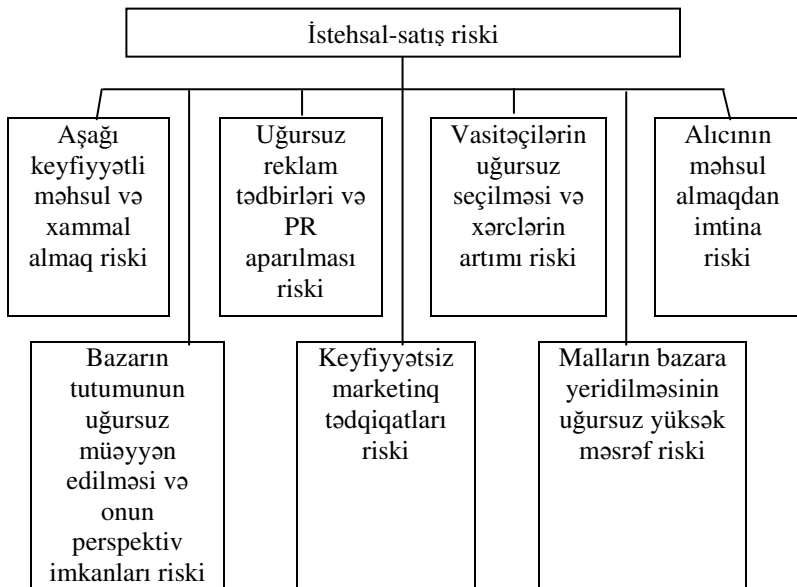 İstehsal-satış riski
Aşağı
keyfiyyətli
məhsul və
xammal
almaq riski
Uğursuz
reklam
tədbirləri və
PR
aparılması
riski
Vasitəçilərin
uğursuz
seçilməsi və
xərclərin
artımı riski
Alıcının
məhsul
almaqdan
imtina
riski
Bazarın
tutumunun
uğursuz
müəyyən
edilməsi və
onun
perspektiv
imkanları riski
Keyfiyyətsiz
marketinq
tədqiqatları
riski
Malların bazara
yeridilməsinin
uğursuz yüksək
məsrəf riski